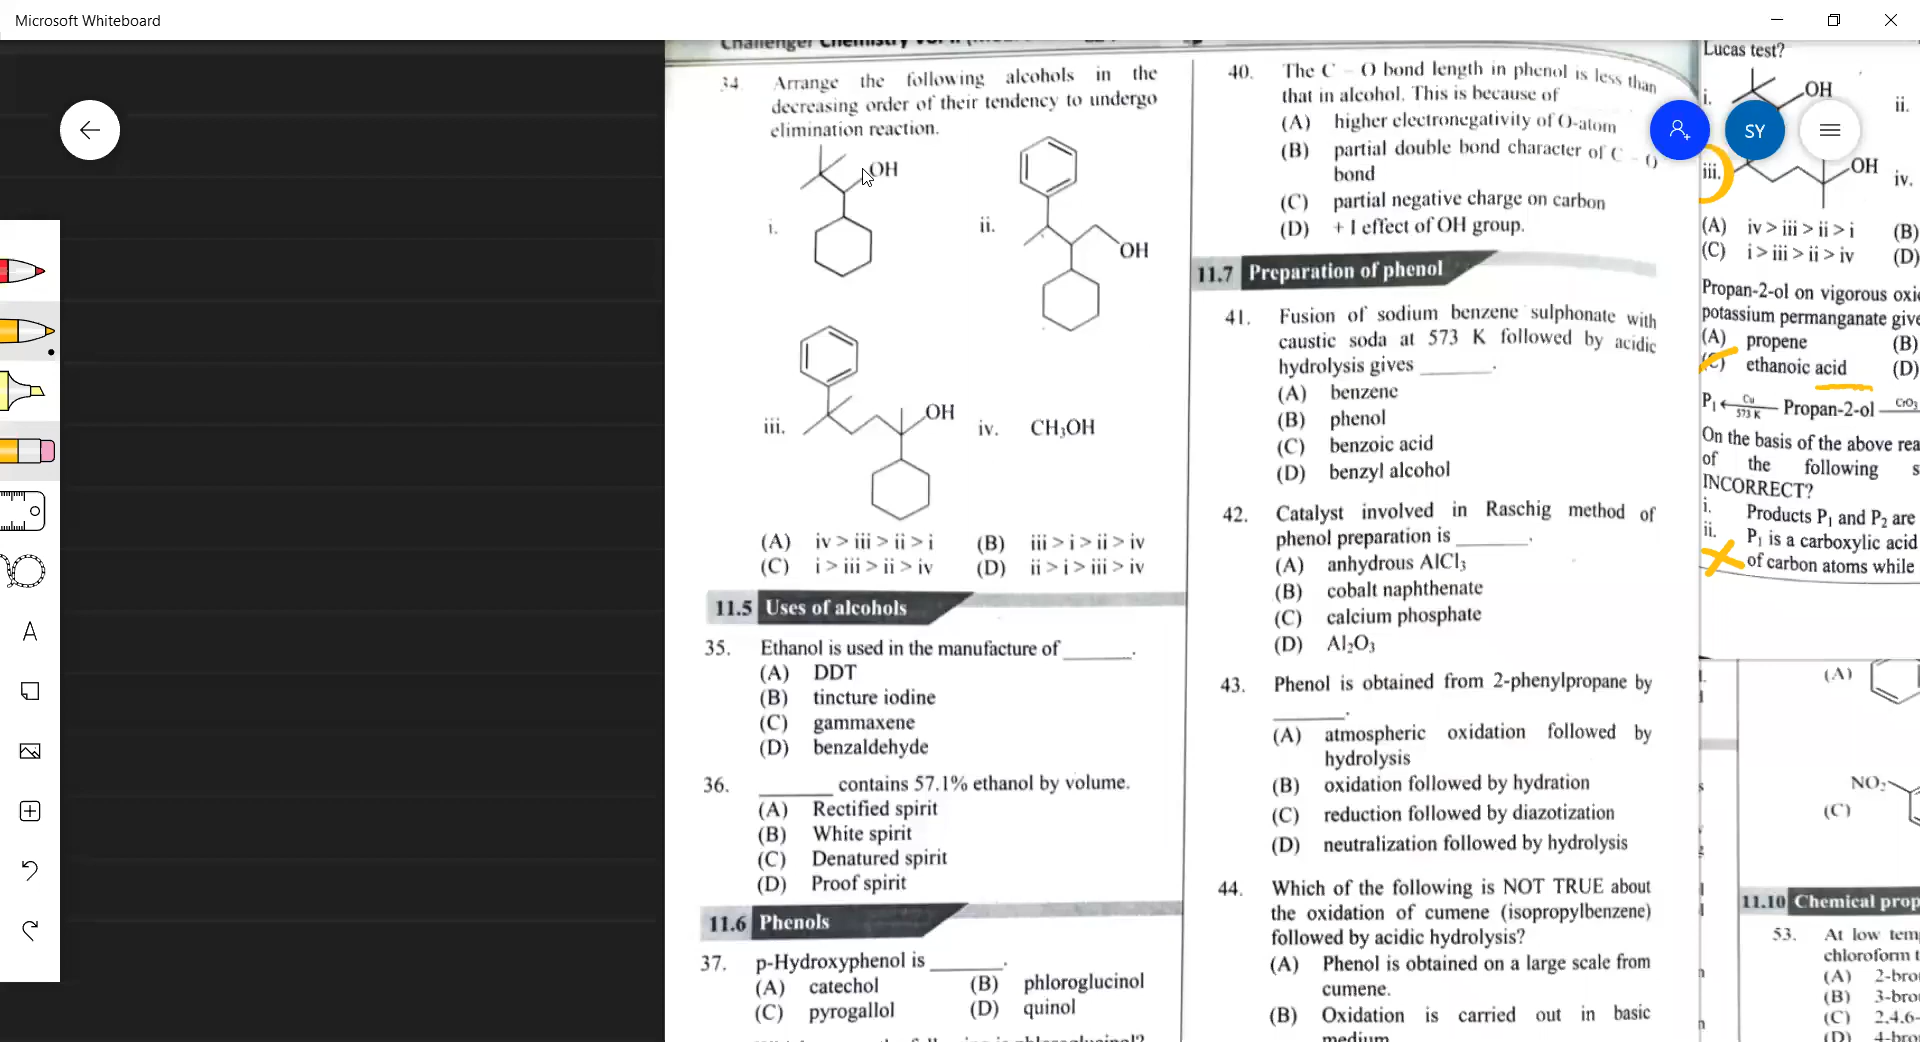 Microsoft Whiteboard
34. Arrange the following alcohols in the
decreasing order of their tendency to undergo
elimination reaction.
OH
i.
ii.
OH
iii.
OH
iv. CH₃OH
(A) iv > iii > ii > i (B) iii > i > ii > iv
(C) i > iii > ii > iv (D) ii > i > iii > iv
11.5 Uses of alcohols
35. Ethanol is used in the manufacture of ______.
(A) DDT
(B) tincture iodine
(C) gammaxene
(D) benzaldehyde
36. ______ contains 57.1% ethanol by volume.
(A) Rectified spirit
(B) White spirit
(C) Denatured spirit
(D) Proof spirit
11.6 Phenols
37. p-Hydroxyphenol is ______.
(A) catechol (B) phloroglucinol
(C) pyrogallol (D) quinol
40. The C – O bond length in phenol is less than
that in alcohol. This is because of
(A) higher electronegativity of O-atom
(B) partial double bond character of C – O
bond
(C) partial negative charge on carbon
(D) + I effect of OH group.
11.7 Preparation of phenol
41. Fusion of sodium benzene sulphonate with
caustic soda at 573 K followed by acidic
hydrolysis gives ______.
(A) benzene
(B) phenol
(C) benzoic acid
(D) benzyl alcohol
42. Catalyst involved in Raschig method of
phenol preparation is ______.
(A) anhydrous AlCl₃
(B) cobalt naphthenate
(C) calcium phosphate
(D) Al₂O₃
43. Phenol is obtained from 2-phenylpropane by
______.
(A) atmospheric oxidation followed by
hydrolysis
(B) oxidation followed by hydration
(C) reduction followed by diazotization
(D) neutralization followed by hydrolysis
44. Which of the following is NOT TRUE about
the oxidation of cumene (isopropylbenzene)
followed by acidic hydrolysis?
(A) Phenol is obtained on a large scale from
cumene.
(B) Oxidation is carried out in basic
medium
SY
Lucas test?
i. OH ii.
iii. OH iv.
(A) iv > iii > ii > i (B)
(C) i > iii > ii > iv (D)
Propan-2-ol on vigorous
potassium permanganate give
(A) propene (B)
(C) ethanoic acid (D)
P₁ ← Cu 573 K Propan-2-ol CrO₃
On the basis of the above rea
of the following s
INCORRECT?
i. Products P₁ and P₂ are
ii. P₁ is a carboxylic acid
of carbon atoms while
(A)
NO₂
(C)
11.10 Chemical prop
53. At low tem
chloroform t
(A) 2-bro
(B) 3-bro
(C) 2,4,6-
(D) 4-bro